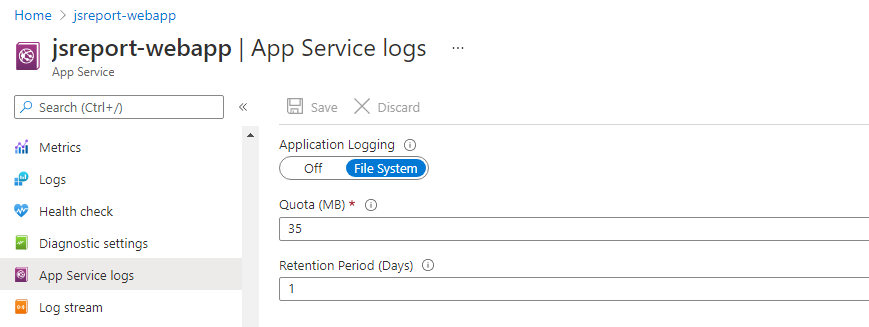 Home > jsreport-webapp
jsreport-webapp | App Service logs ...
App Service
Search (Ctrl+/) «
Save Discard
Metrics
Logs
Health check
Diagnostic settings
App Service logs
Log stream
Application Logging
Off File System
Quota (MB) *
35
Retention Period (Days)
1